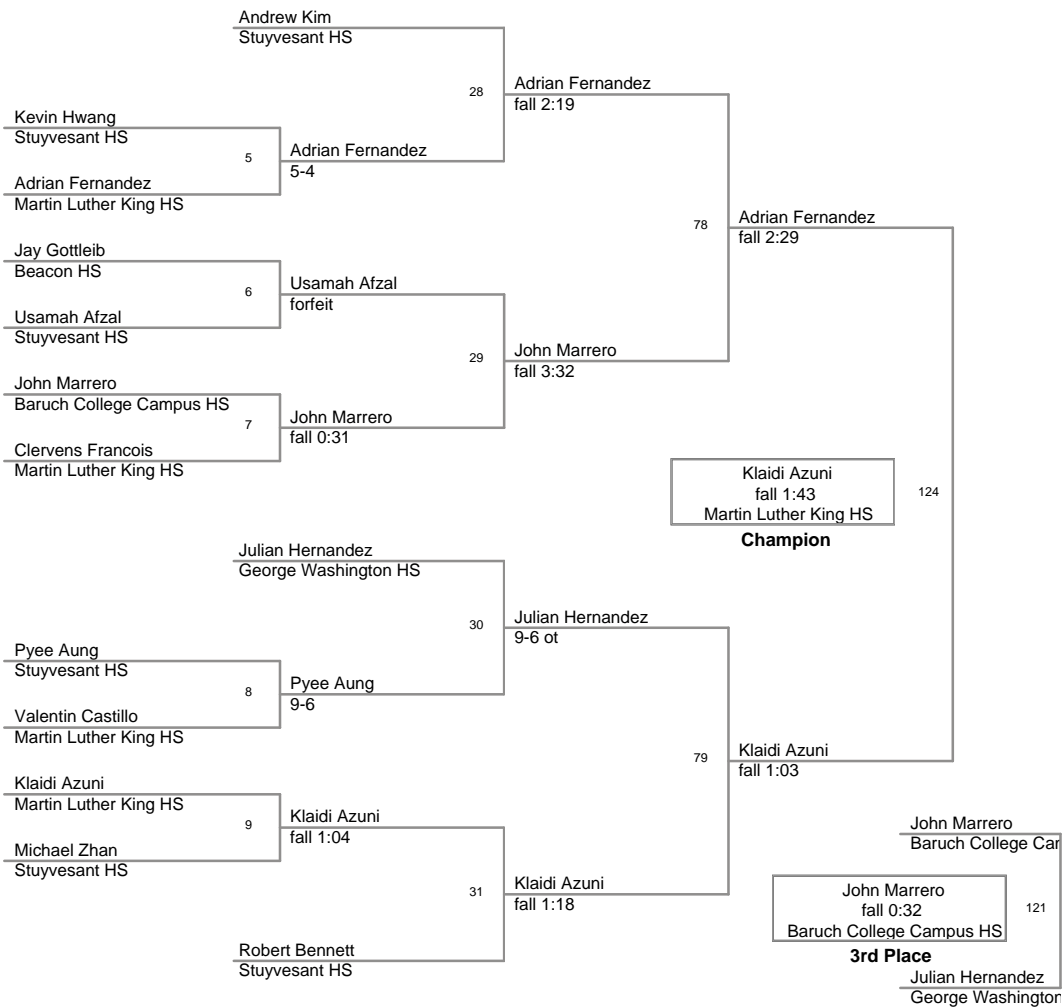 Andrew Kim
Stuyvesant HS
28
Adrian Fernandez
fall 2:19
Kevin Hwang
Stuyvesant HS
5
Adrian Fernandez
5-4
Adrian Fernandez
Martin Luther King HS
78
Adrian Fernandez
fall 2:29
Jay Gottleib
Beacon HS
6
Usamah Afzal
forfeit
Usamah Afzal
Stuyvesant HS
29
John Marrero
fall 3:32
John Marrero
Baruch College Campus HS
7
John Marrero
fall 0:31
Clervens Francois
Martin Luther King HS
Klaidi Azuni
fall 1:43
Martin Luther King HS
Champion
124
Julian Hernandez
George Washington HS
30
Julian Hernandez
9-6 ot
Pyee Aung
Stuyvesant HS
8
Pyee Aung
9-6
Valentin Castillo
Martin Luther King HS
79
Klaidi Azuni
fall 1:03
Klaidi Azuni
Martin Luther King HS
9
Klaidi Azuni
fall 1:04
Michael Zhan
Stuyvesant HS
31
Klaidi Azuni
fall 1:18
Robert Bennett
Stuyvesant HS
John Marrero
Baruch College Car
John Marrero
fall 0:32
Baruch College Campus HS
3rd Place
121
Julian Hernandez
George Washington